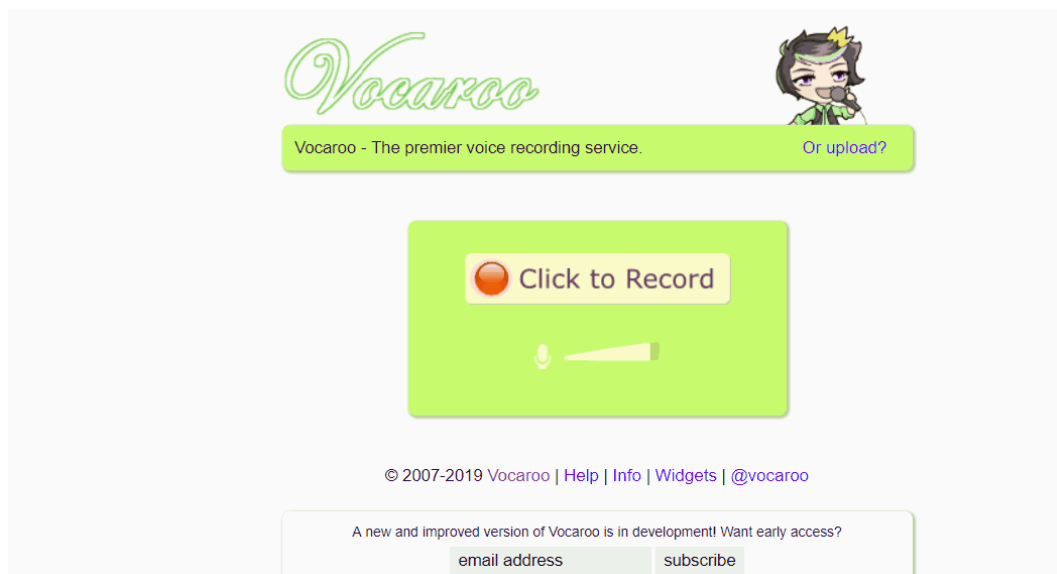 Vocaroo
Vocaroo - The premier voice recording service. Or upload?
Click to Record
© 2007-2019 Vocaroo | Help | Info | Widgets | @vocaroo
A new and improved version of Vocaroo is in development! Want early access?
email address subscribe